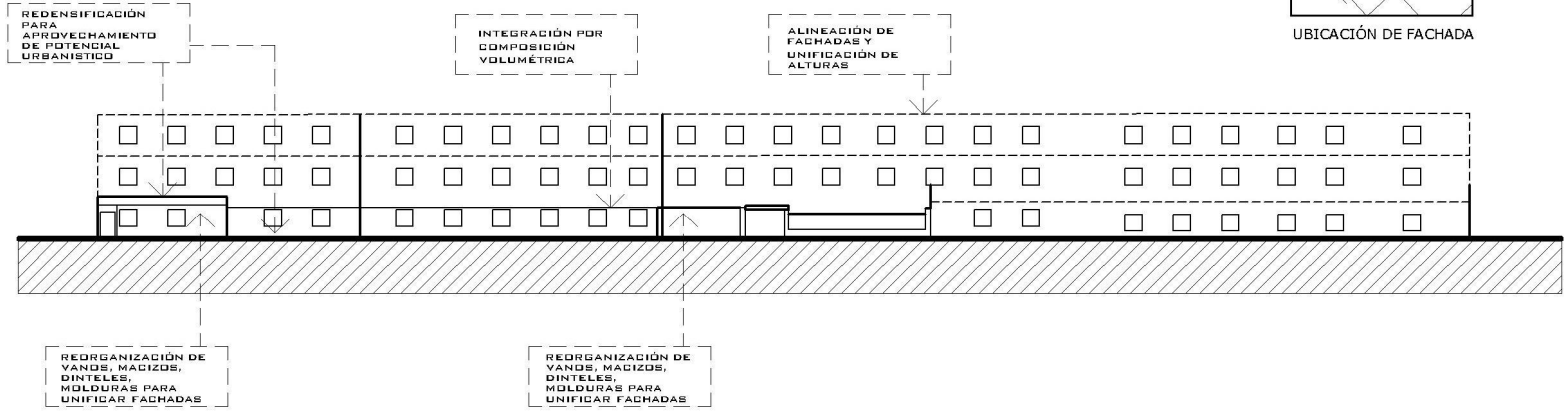 REDENSIFICACIÓN
PARA
APROVECHAMIENTO
DE POTENCIAL
URBANISTICO
INTEGRACIÓN POR
COMPOSICIÓN
VOLUMÉTRICA
ALINEACIÓN DE
FACHADAS Y
UNIFICACIÓN DE
ALTURAS
UBICACIÓN DE FACHADA
REORGANIZACIÓN DE
VANOS, MACIZOS,
DINTELES,
MOLDURAS PARA
UNIFICAR FACHADAS
REORGANIZACIÓN DE
VANOS, MACIZOS,
DINTELES,
MOLDURAS PARA
UNIFICAR FACHADAS